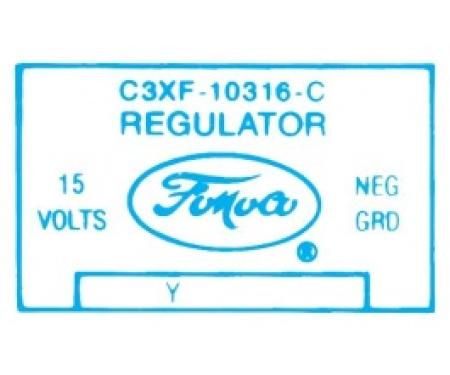 C3XF-10316-C
REGULATOR
15 VOLTS
FoMoCo
®
NEG GRD
Y